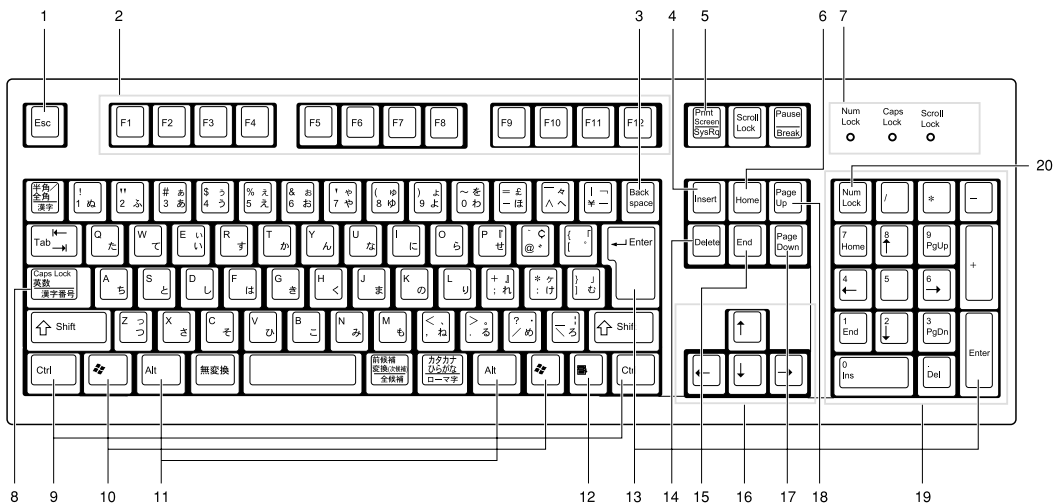 1 2 3 4 5 6 7
Esc F1 F2 F3 F4 F5 F6 F7 F8 F9 F10 F11 F12
Print Screen SysRq
Scroll Lock
Pause Break
Num Lock
Caps Lock
Scroll Lock
20
半角/全角 漢字
! 1 ぬ
" 2 ふ
# ぁ 3 あ
$ ぅ 4 う
% ぇ 5 え
& ぉ 6 お
' ゃ 7 や
( ゅ 8 ゆ
) ょ 9 よ
~ を 0 わ
= £ - ほ
￣ 々 ^ へ
| ¬ ¥ ー
Back space
Insert Home Page Up
Num Lock / * -
Tab
Q た
W て
E ぃ い
R す
T か
Y ん
U な
I に
O ら
P 『 せ
` ¢ @ ゛
{ 「 [ ゜
Enter
Delete End Page Down
7 Home
8 ↑
9 PgUp
+
Caps Lock 英数 漢字番号
A ち
S と
D し
F は
G き
H く
J ま
K の
L り
+ 』 ; れ
* ヶ : け
} 」 ] む
4 ←
5
6 →
Shift
Z っ つ
X さ
C そ
V ひ
B こ
N み
M も
< 、 , ね
> 。 . る
? ・ / め
_ ¦ \ ろ
Shift
↑
1 End
2 ↓
3 PgDn
Enter
Ctrl
Alt
無変換
前候補 変換(次候補) 全候補
カタカナ ひらがな ローマ字
Alt
Ctrl
← ↓ →
0 Ins
. Del
8 9 10 11 12 13 14 15 16 17 18 19